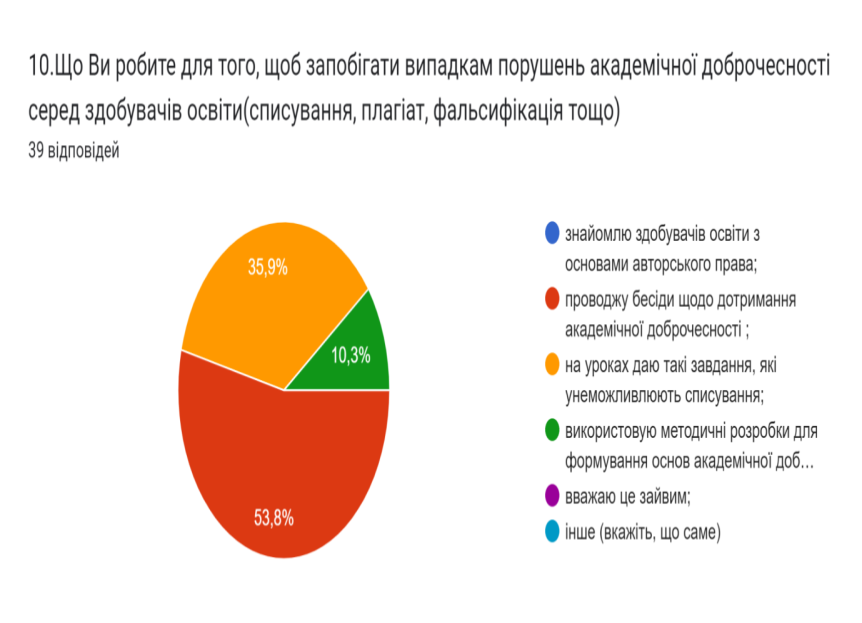 10.Що Ви робите для того, щоб запобігати випадкам порушень академічної доброчесності
серед здобувачів освіти(списування, плагіат, фальсифікація тощо)
39 відповідей
35,9%
10,3%
53,8%
знайомлю здобувачів освіти з
основами авторського права;
проводжу бесіди щодо дотримання
академічної доброчесності ;
на уроках даю такі завдання, які
унеможливлюють списування;
використовую методичні розробки для
формування основ академічної доб...
вважаю це зайвим;
інше (вкажіть, що саме)